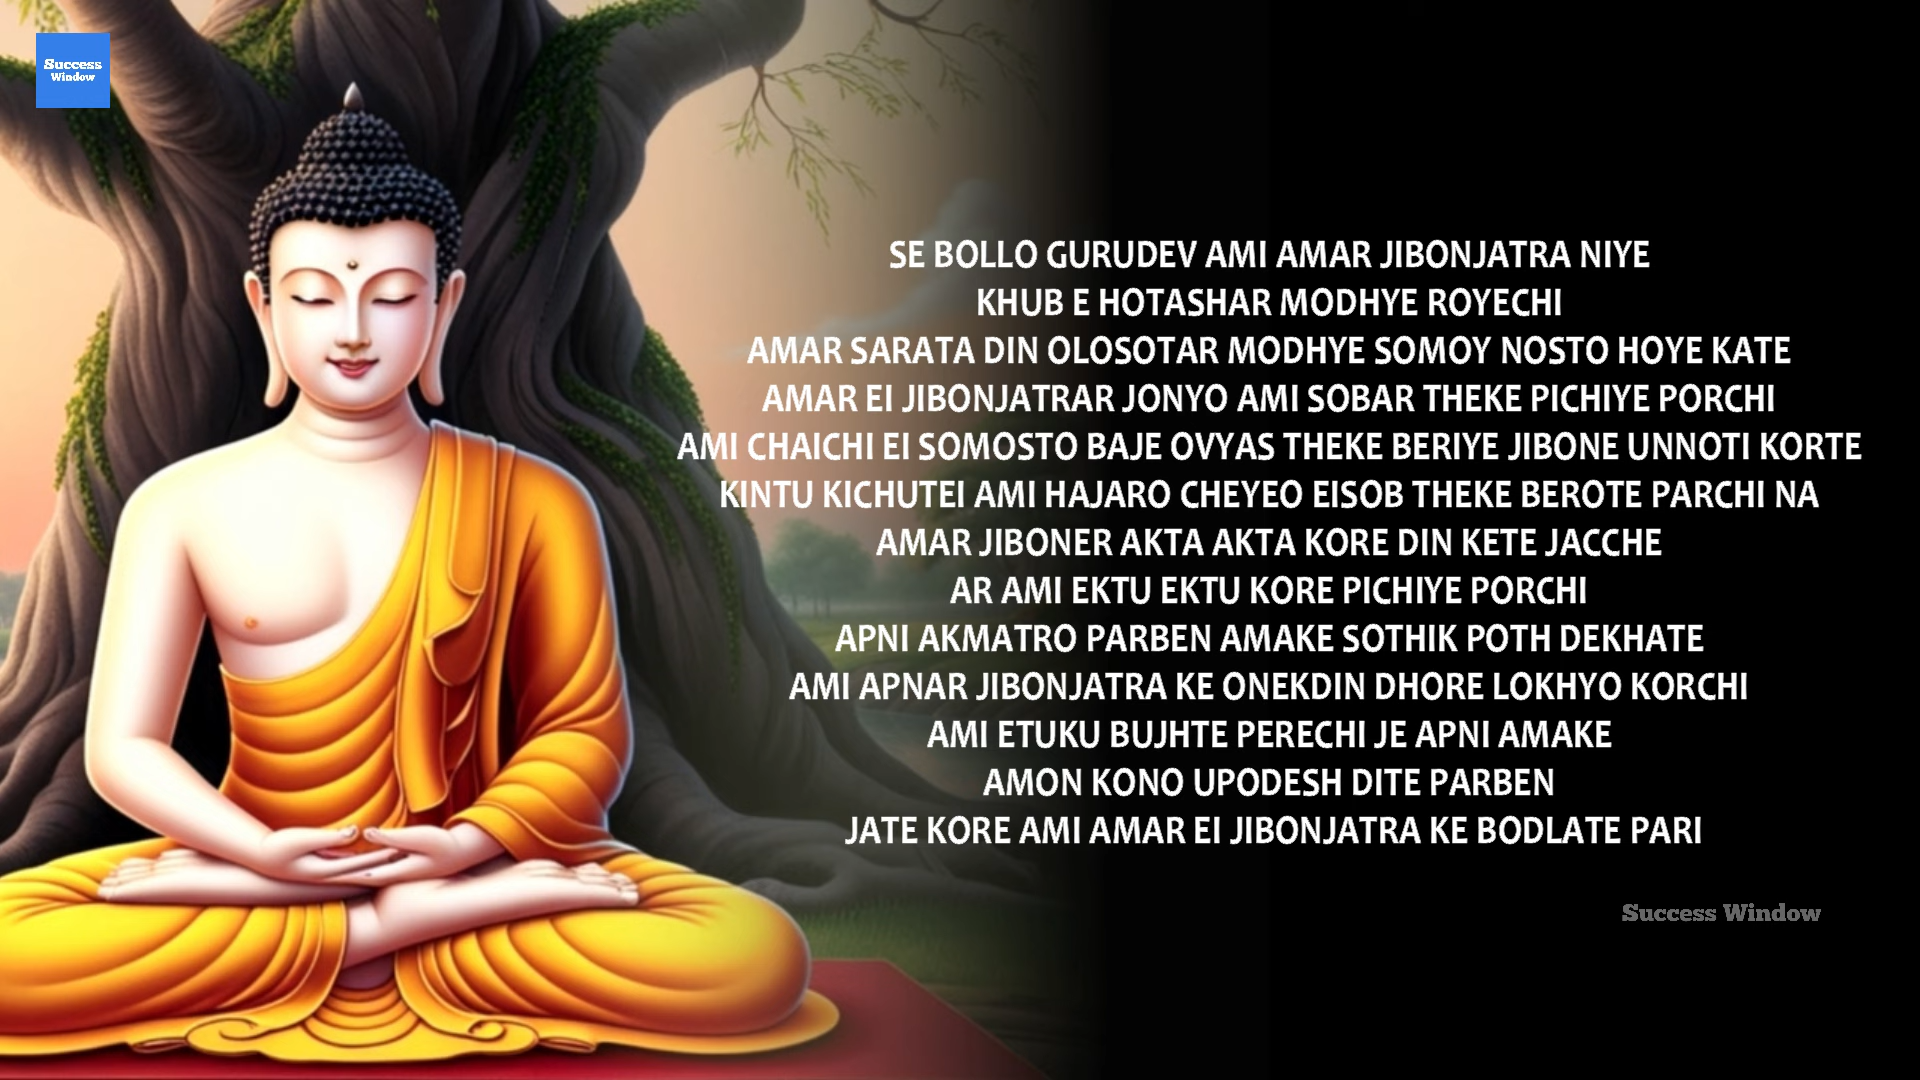 Success
Window
SE BOLLO GURUDEV AMI AMAR JIBONJATRA NIYE
KHUB E HOTASHAR MODHYE ROYECHI
AMAR SARATA DIN OLOSOTAR MODHYE SOMOY NOSTO HOYE KATE
AMAR EI JIBONJATRAR JONYO AMI SOBAR THEKE PICHIYE PORCHI
AMI CHAICHI EI SOMOSTO BAJE OVYAS THEKE BERIYE JIBONE UNNOTI KORTE
KINTU KICHUTEI AMI HAJARO CHEYEO EISOB THEKE BEROTE PARCHI NA
AMAR JIBONER AKTA AKTA KORE DIN KETE JACCHE
AR AMI EKTU EKTU KORE PICHIYE PORCHI
APNI AKMATRO PARBEN AMAKE SOTHIK POTH DEKHATE
AMI APNAR JIBONJATRA KE ONEKDIN DHORE LOKHYO KORCHI
AMI ETUKU BUJHTE PERECHI JE APNI AMAKE
AMON KONO UPODESH DITE PARBEN
JATE KORE AMI AMAR EI JIBONJATRA KE BODLATE PARI
Success Window